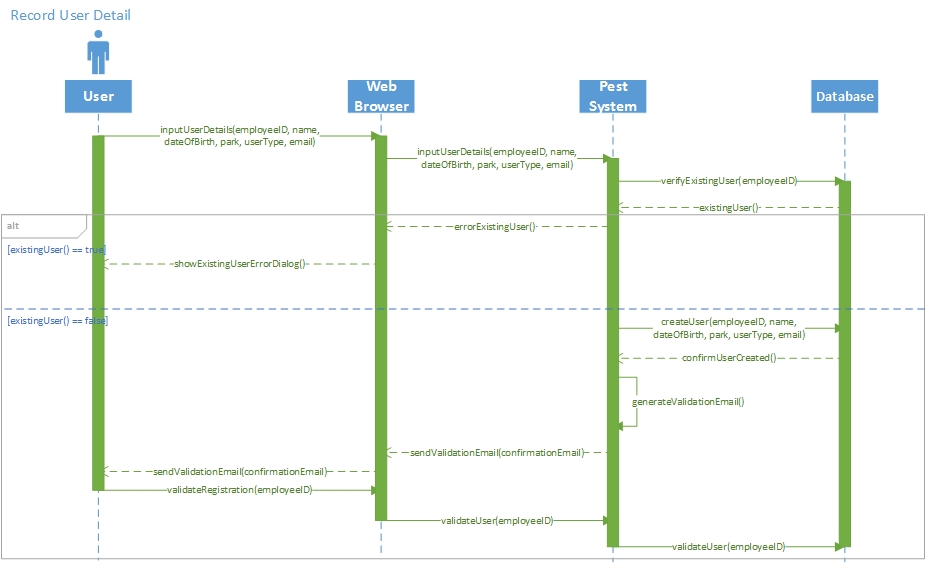 Record User Detail
User
Web
Browser
Pest
System
Database
inputUserDetails(employeeID, name,
dateOfBirth, park, userType, email)
inputUserDetails(employeeID, name,
dateOfBirth, park, userType, email)
verifyExistingUser(employeeID)
existingUser()
alt
errorExistingUser()
[existingUser() == true]
showExistingUserErrorDialog()
[existingUser() == false]
createUser(employeeID, name,
dateOfBirth, park, userType, email)
confirmUserCreated()
generateValidationEmail()
sendValidationEmail(confirmationEmail)
sendValidationEmail(confirmationEmail)
validateRegistration(employeeID)
validateUser(employeeID)
validateUser(employeeID)